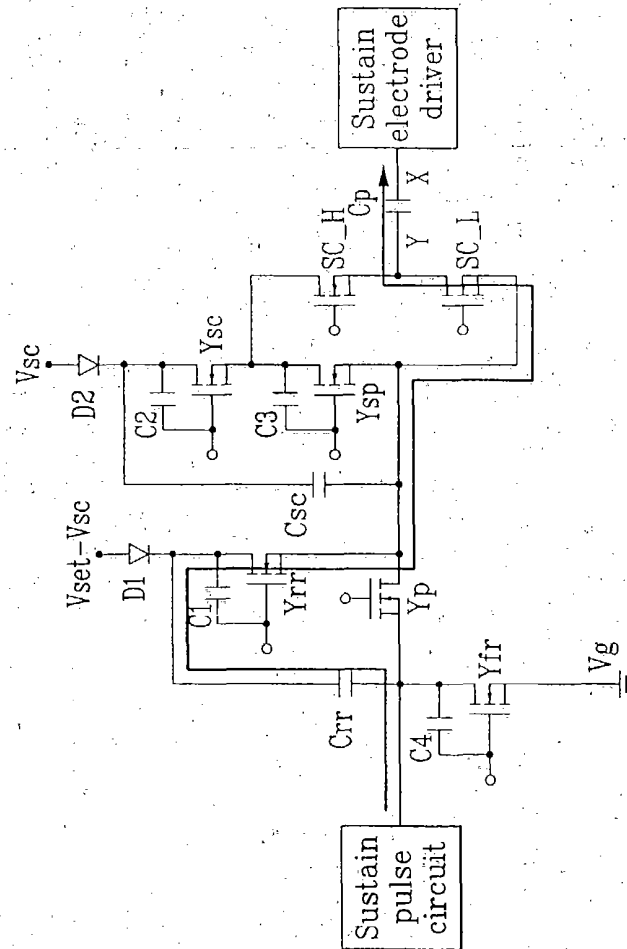 Vsc
D2
C2
Ysc
C3
Ysp
Csc
Vset-Vsc
D1
C1
Yrr
Crr
Yp
C4
Yfr
Vg
SC_H
SC_L
Cp
Y
X
Sustain
electrode
driver
Sustain
pulse
circuit